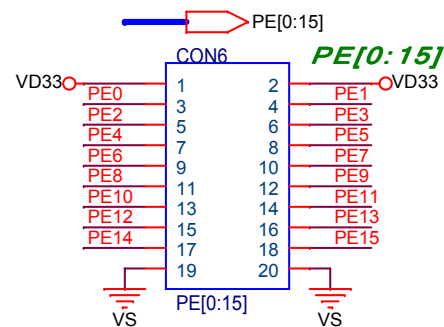 PE[0:15]
CON6 PE[0:15]
VD33 1 2 VD33
PE0 3 4 PE1
PE2 5 6 PE3
PE4 7 8 PE5
PE6 9 10 PE7
PE8 11 12 PE9
PE10 13 14 PE11
PE12 15 16 PE13
PE14 17 18 PE15
19 20
VS PE[0:15] VS